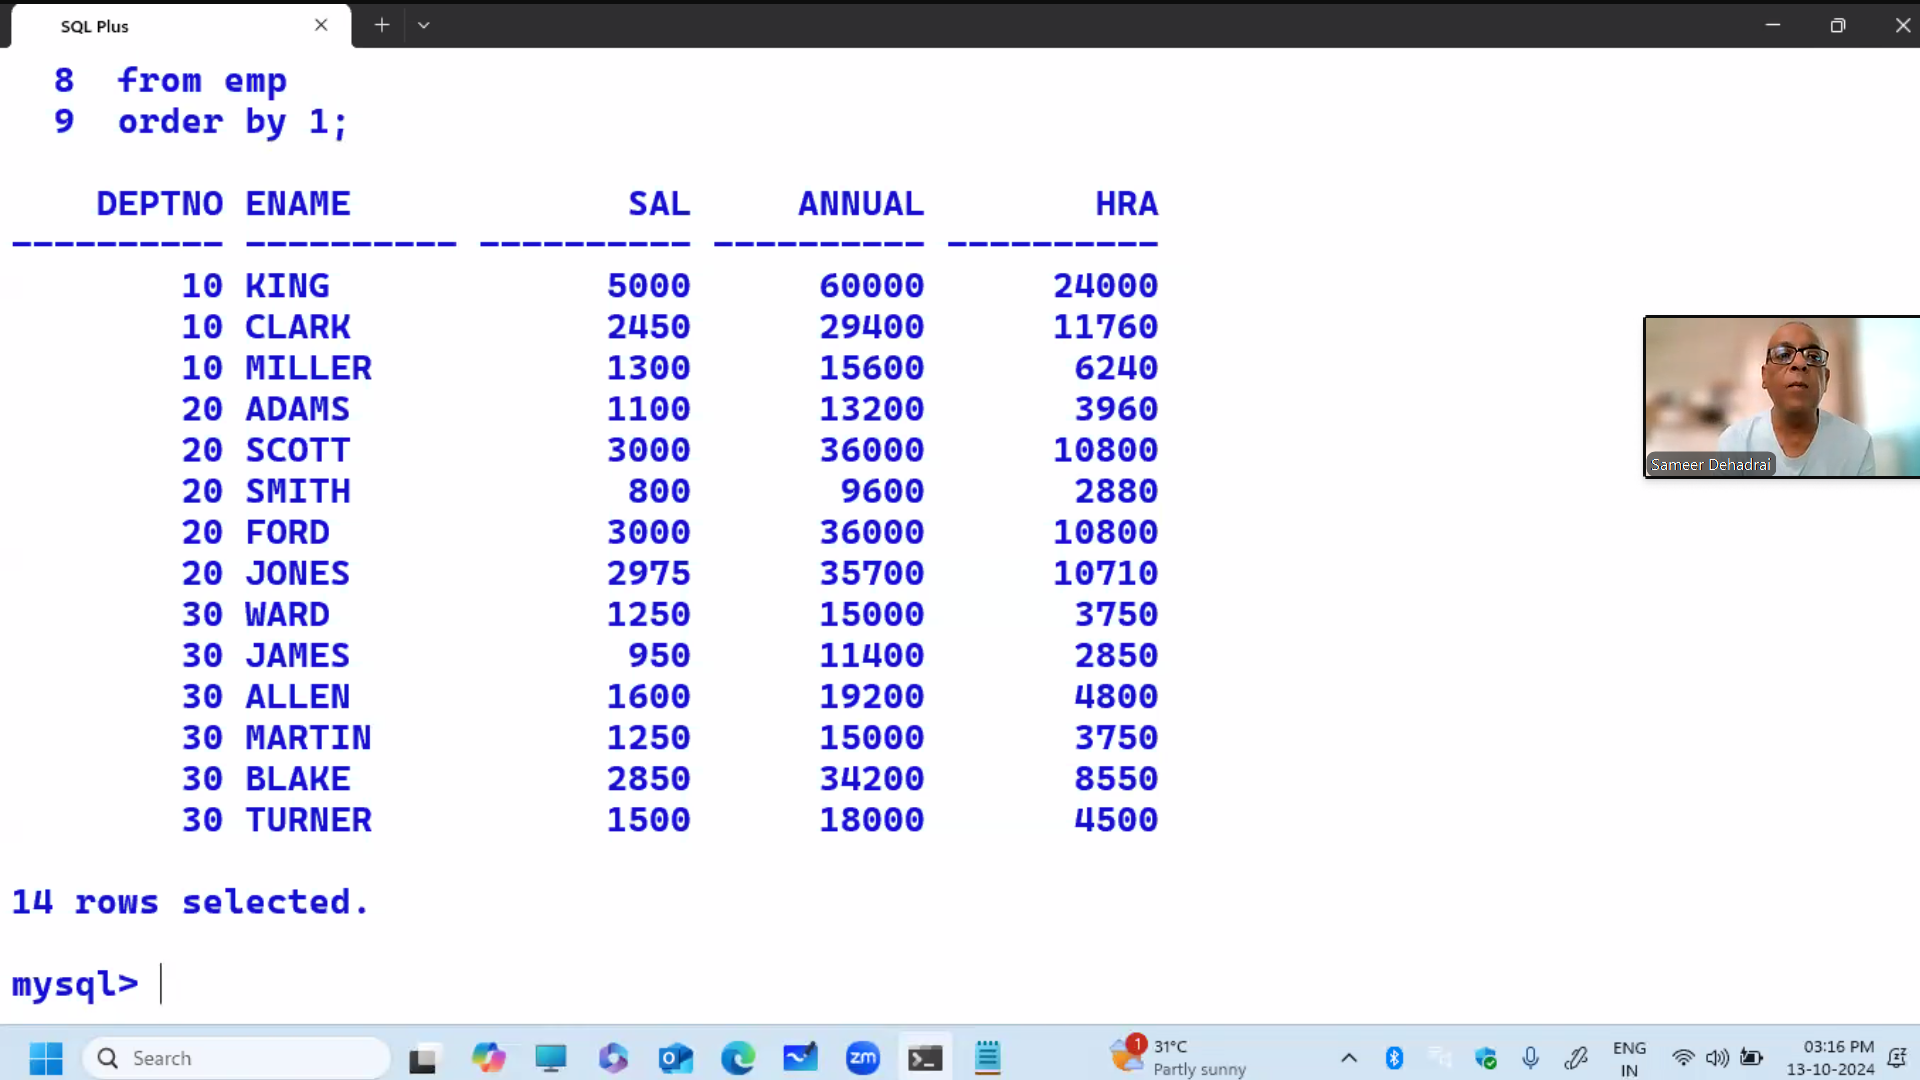 SQL Plus
8 from emp
9 order by 1;
DEPTNO ENAME SAL ANNUAL HRA
---------- ---------- ---------- ---------- ----------
10 KING 5000 60000 24000
10 CLARK 2450 29400 11760
10 MILLER 1300 15600 6240
20 ADAMS 1100 13200 3960
20 SCOTT 3000 36000 10800
20 SMITH 800 9600 2880
20 FORD 3000 36000 10800
20 JONES 2975 35700 10710
30 WARD 1250 15000 3750
30 JAMES 950 11400 2850
30 ALLEN 1600 19200 4800
30 MARTIN 1250 15000 3750
30 BLAKE 2850 34200 8550
30 TURNER 1500 18000 4500
14 rows selected.
mysql>
Sameer Dehadrai
Search
zm
1
31°C
Partly sunny
ENG
IN
03:16 PM
13-10-2024